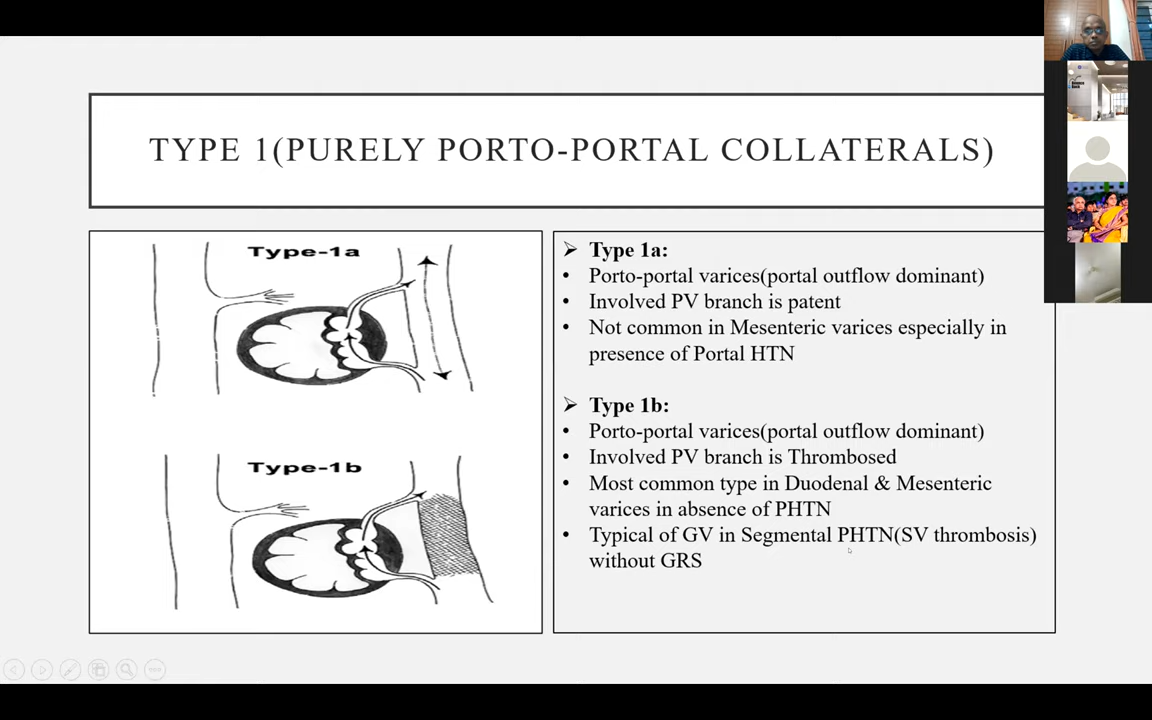 TYPE 1(PURELY PORTO-PORTAL COLLATERALS)
Type-1a
Type-1b
➢ Type 1a:
• Porto-portal varices(portal outflow dominant)
• Involved PV branch is patent
• Not common in Mesenteric varices especially in
presence of Portal HTN
➢ Type 1b:
• Porto-portal varices(portal outflow dominant)
• Involved PV branch is Thrombosed
• Most common type in Duodenal & Mesenteric
varices in absence of PHTN
• Typical of GV in Segmental PHTN(SV thrombosis)
without GRS